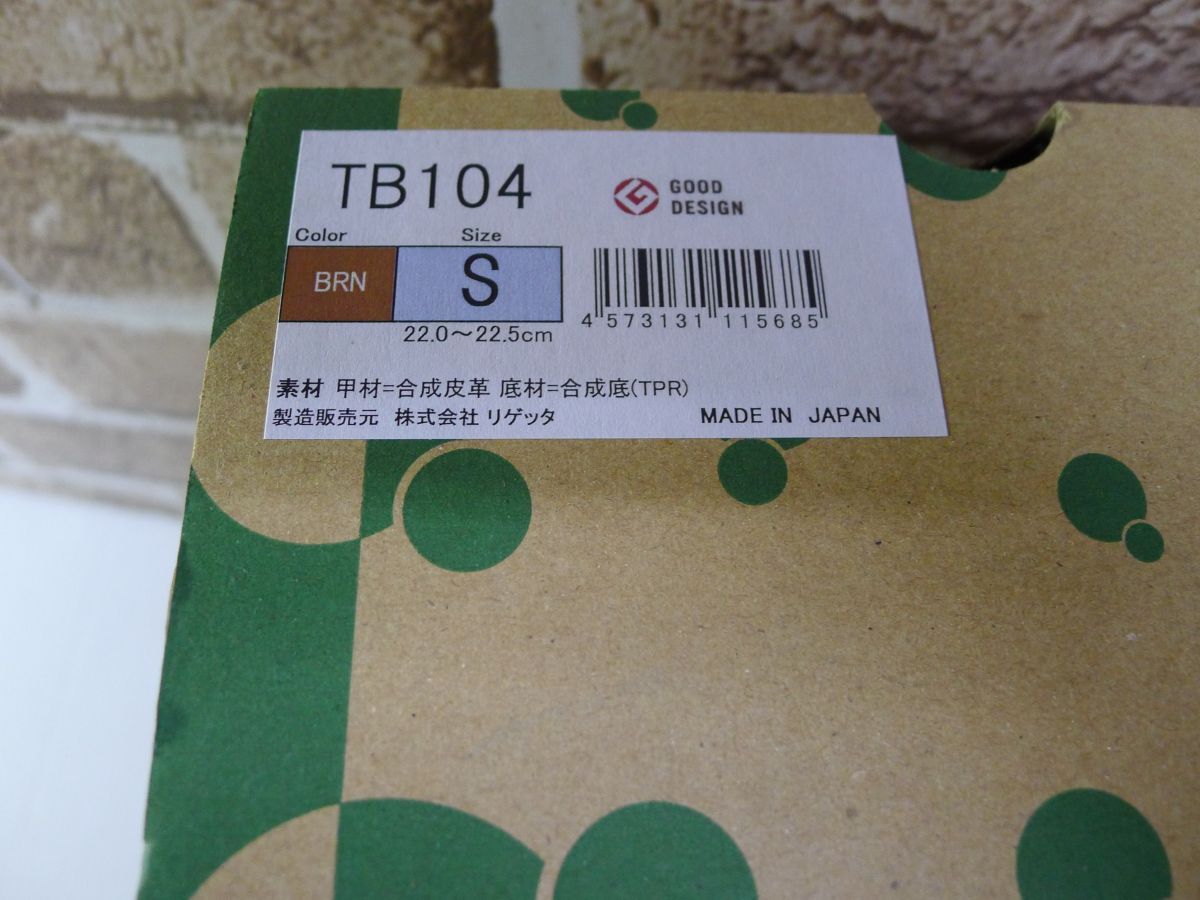 TB104
GOOD
DESIGN
Color Size
BRN S
22.0～22.5cm
4 573131 115685
素材 甲材=合成皮革 底材=合成底(TPR)
製造販売元 株式会社 リゲッタ MADE IN JAPAN